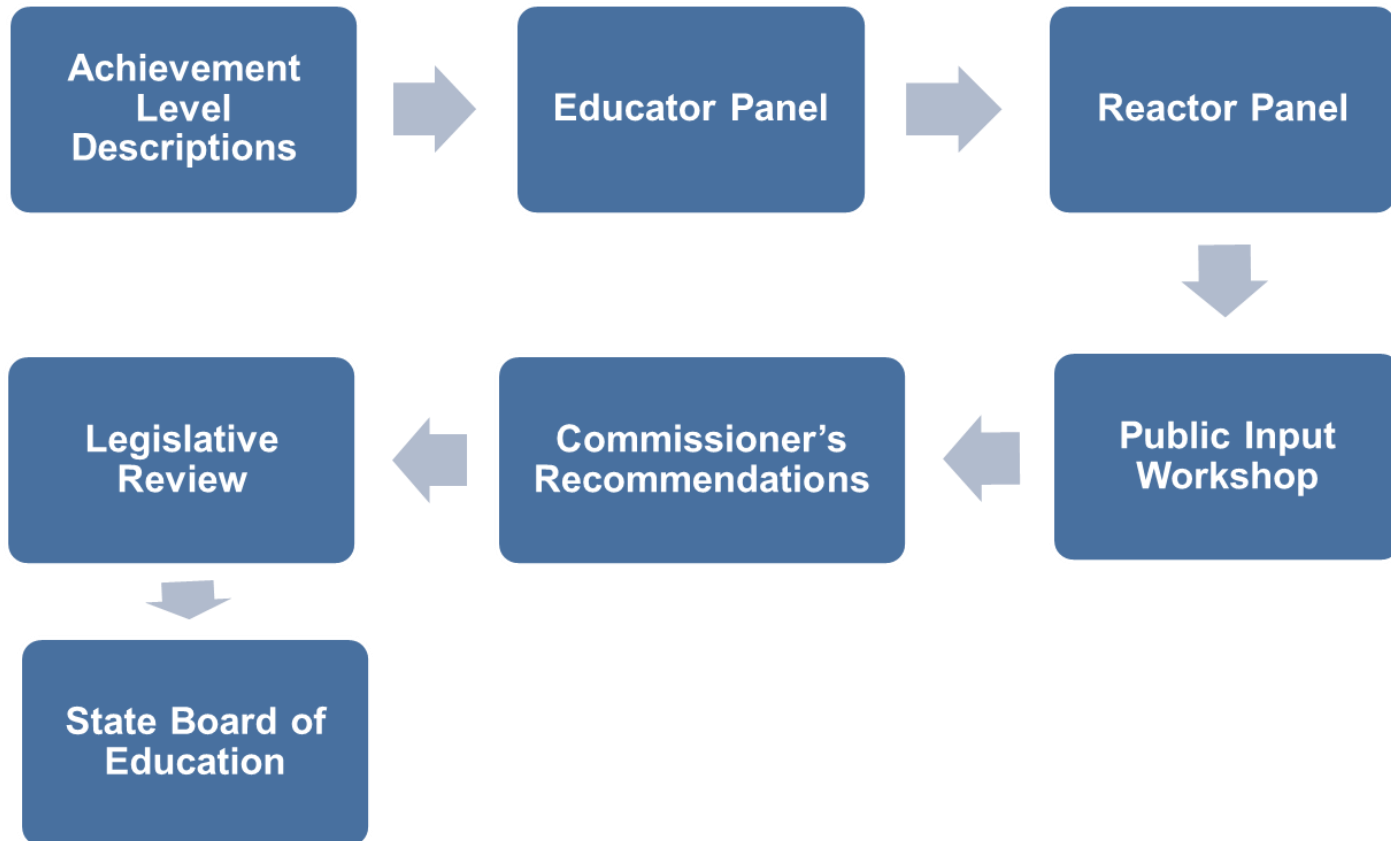 Achievement
Level
Descriptions
Educator Panel
Reactor Panel
Public Input
Workshop
Commissioner’s
Recommendations
Legislative
Review
State Board of
Education